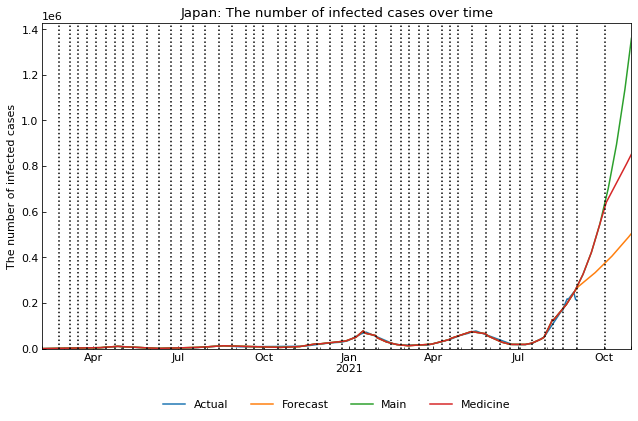 Japan: The number of infected cases over time
1e6
1.4
1.2
1.0
0.8
0.6
0.4
0.2
0.0
The number of infected cases
Apr Jul Oct Jan Apr Jul Oct
2021
Actual Forecast Main Medicine